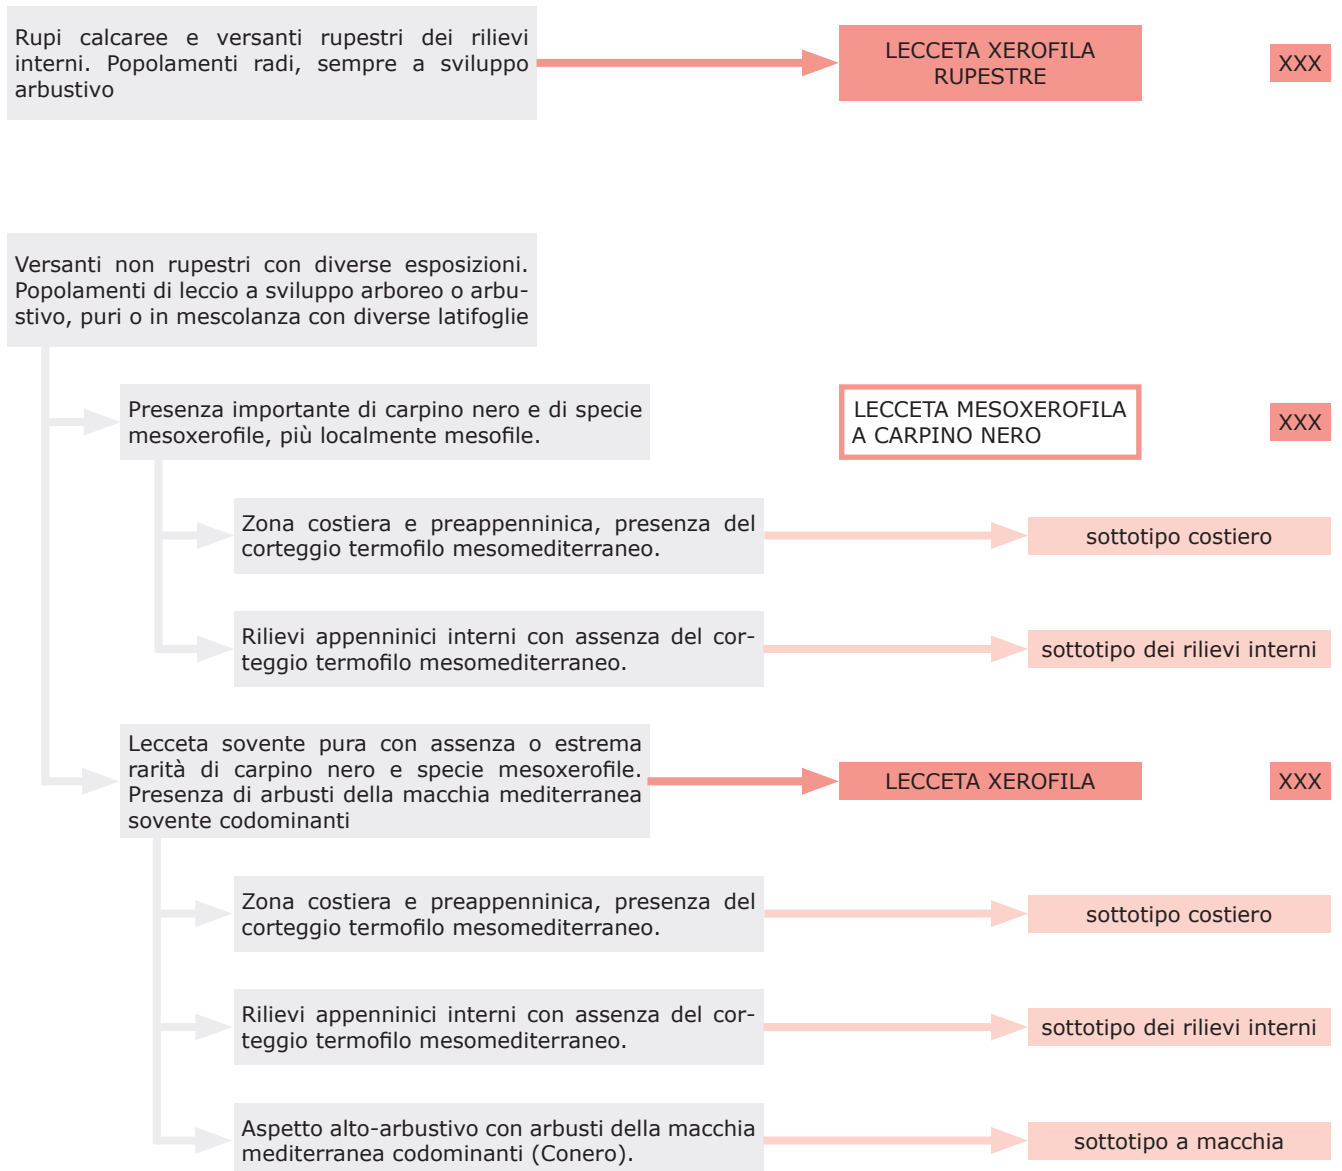 Rupi calcaree e versanti rupestri dei rilievi
interni. Popolamenti radi, sempre a sviluppo
arbustivo
LECCETA XEROFILA
RUPESTRE
XXX
Versanti non rupestri con diverse esposizioni.
Popolamenti di leccio a sviluppo arboreo o arbu-
stivo, puri o in mescolanza con diverse latifoglie
Presenza importante di carpino nero e di specie
mesoxerofile, più localmente mesofile.
LECCETA MESOXEROFILA
A CARPINO NERO
XXX
Zona costiera e preappenninica, presenza del
corteggio termofilo mesomediterraneo.
sottotipo costiero
Rilievi appenninici interni con assenza del cor-
teggio termofilo mesomediterraneo.
sottotipo dei rilievi interni
Lecceta sovente pura con assenza o estrema
rarità di carpino nero e specie mesoxerofile.
Presenza di arbusti della macchia mediterranea
sovente codominanti
LECCETA XEROFILA
XXX
Zona costiera e preappenninica, presenza del
corteggio termofilo mesomediterraneo.
sottotipo costiero
Rilievi appenninici interni con assenza del cor-
teggio termofilo mesomediterraneo.
sottotipo dei rilievi interni
Aspetto alto-arbustivo con arbusti della macchia
mediterranea codominanti (Conero).
sottotipo a macchia